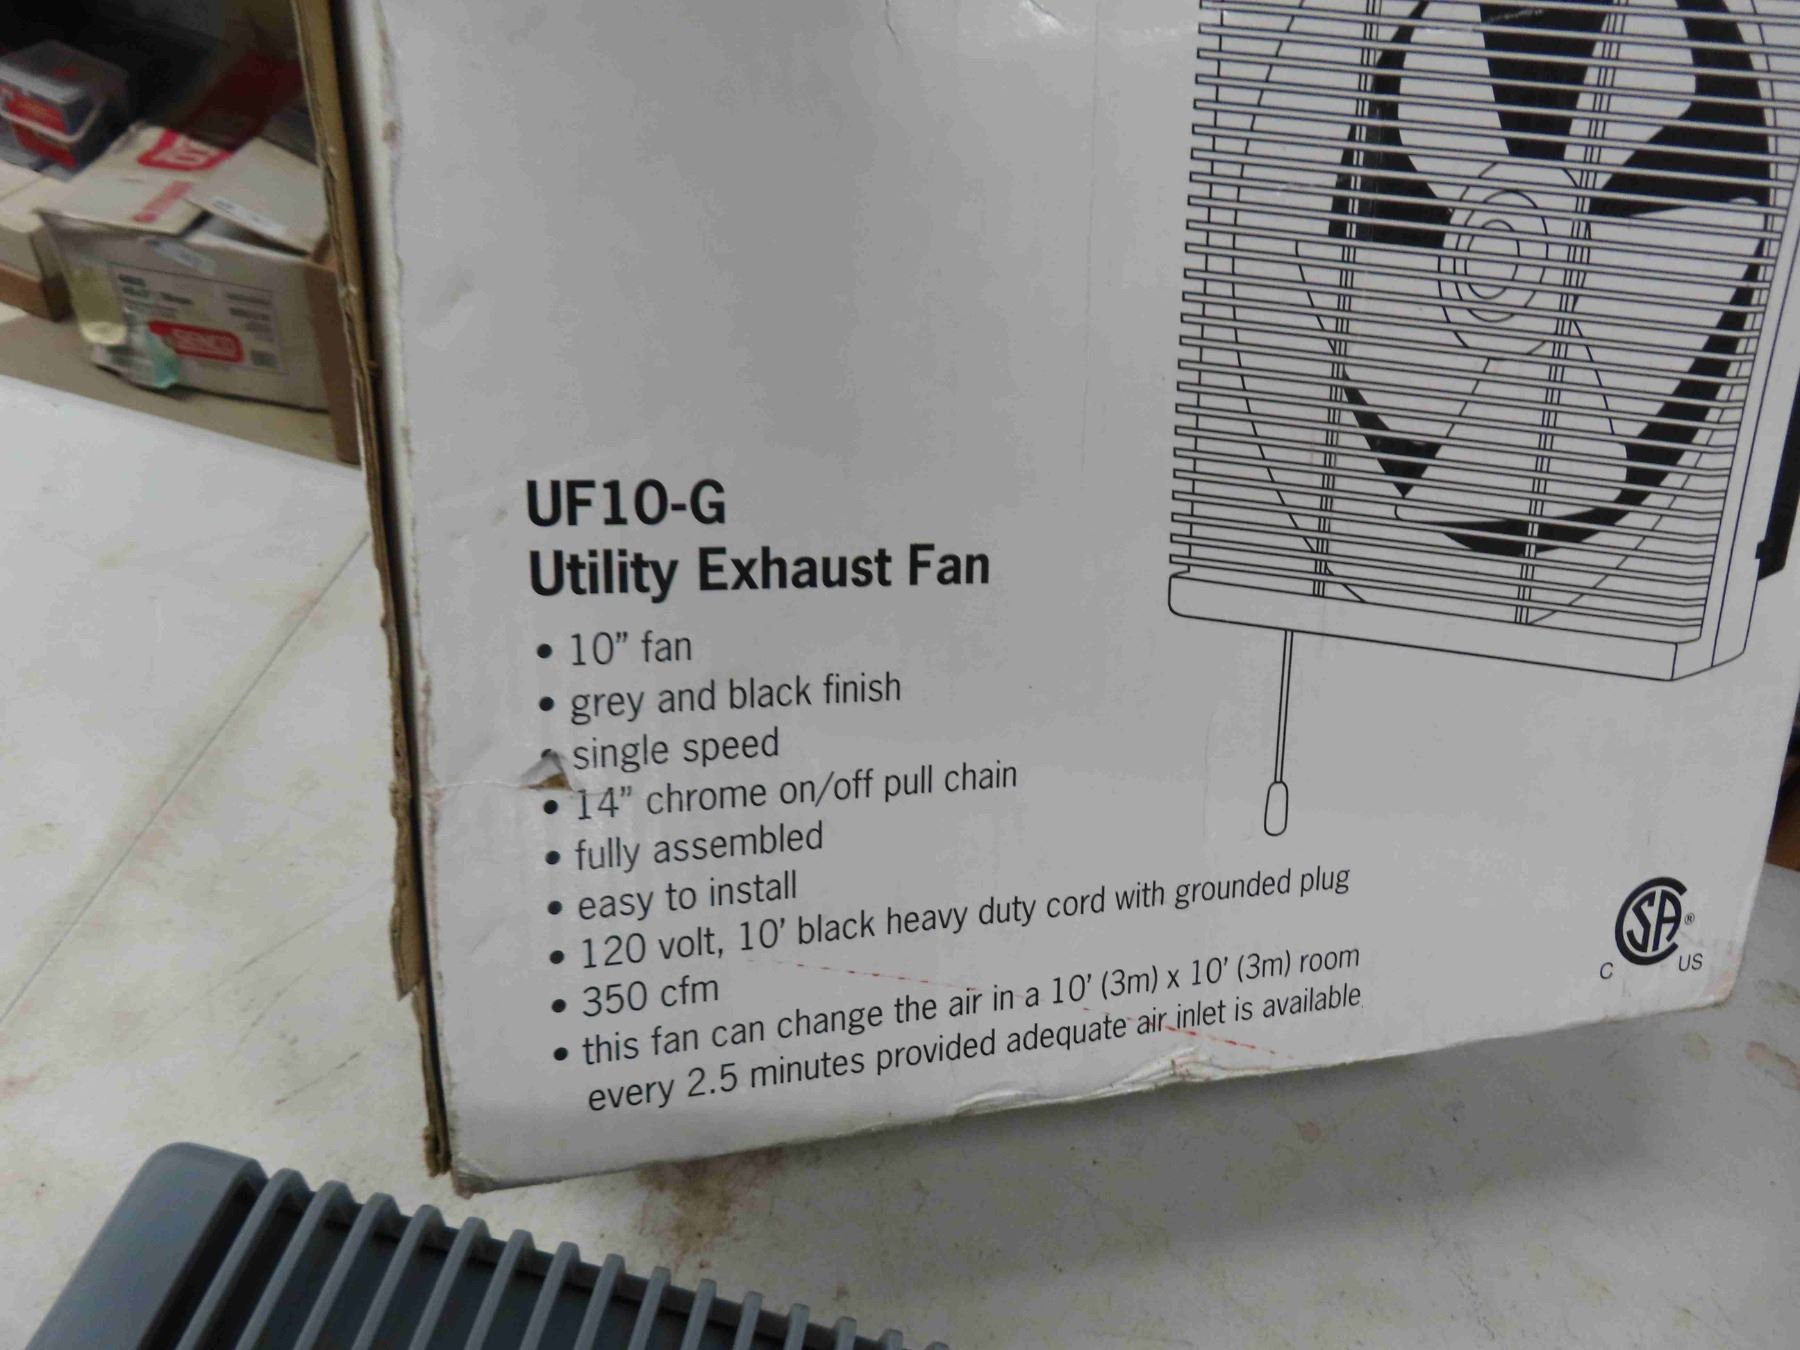 UF10-G
Utility Exhaust Fan
• 10” fan
• grey and black finish
• single speed
• 14” chrome on/off pull chain
• fully assembled
• easy to install
• 120 volt, 10’ black heavy duty cord with grounded plug
• 350 cfm
• this fan can change the air in a 10’ (3m) x 10’ (3m) room
every 2.5 minutes provided adequate air inlet is available
SA ®
C US
SENCO